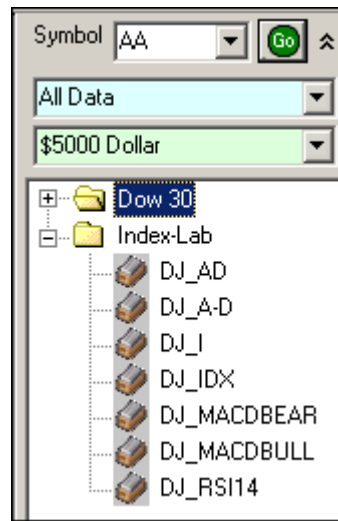 Symbol AA Go
All Data
$5000 Dollar
Dow 30
Index-Lab
DJ_AD
DJ_A-D
DJ_I
DJ_IDX
DJ_MACDBEAR
DJ_MACDBULL
DJ_RSI14